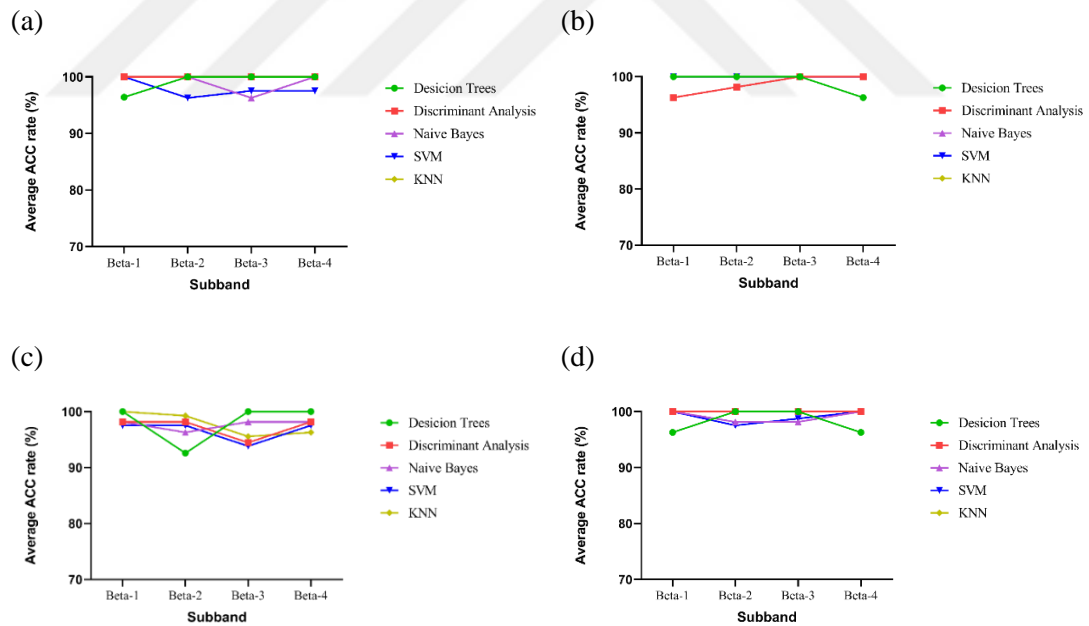 (a)
Average ACC rate (%)
100
90
80
70
Beta-1 Beta-2 Beta-3 Beta-4
Subband
Desicion Trees
Discriminant Analysis
Naive Bayes
SVM
KNN
(b)
Average ACC rate (%)
100
90
80
70
Beta-1 Beta-2 Beta-3 Beta-4
Subband
Desicion Trees
Discriminant Analysis
Naive Bayes
SVM
KNN
(c)
Average ACC rate (%)
100
90
80
70
Beta-1 Beta-2 Beta-3 Beta-4
Subband
Desicion Trees
Discriminant Analysis
Naive Bayes
SVM
KNN
(d)
Average ACC rate (%)
100
90
80
70
Beta-1 Beta-2 Beta-3 Beta-4
Subband
Desicion Trees
Discriminant Analysis
Naive Bayes
SVM
KNN